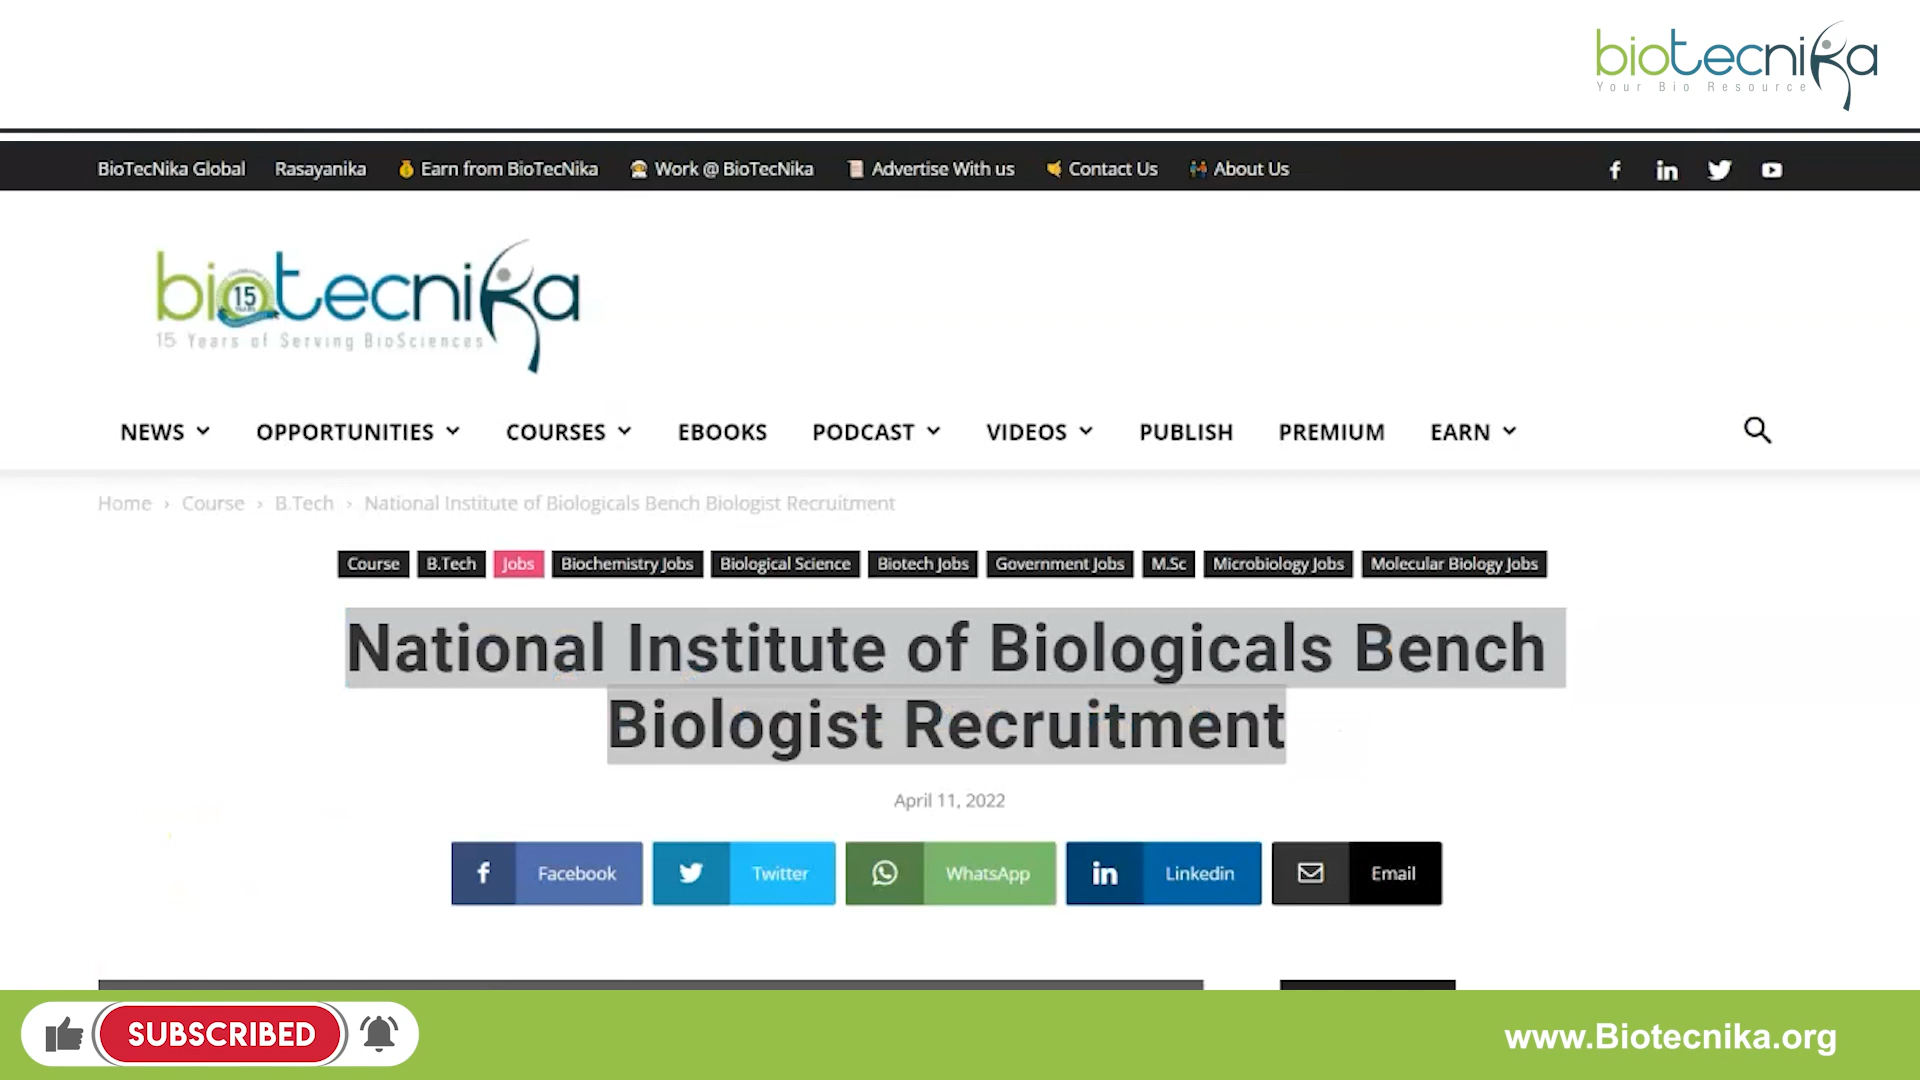 biotecnika
Your Bio Resource
BioTecNika Global Rasayanika Earn from BioTecNika Work @ BioTecNika Advertise With us Contact Us About Us
biotecnika
15
15 Years of Serving BioSciences
NEWS OPPORTUNITIES COURSES EBOOKS PODCAST VIDEOS PUBLISH PREMIUM EARN
Home › Course › B.Tech › National Institute of Biologicals Bench Biologist Recruitment
Course B.Tech Jobs Biochemistry Jobs Biological Science Biotech Jobs Government Jobs M.Sc Microbiology Jobs Molecular Biology Jobs
National Institute of Biologicals Bench
Biologist Recruitment
April 11, 2022
Facebook Twitter WhatsApp Linkedin Email
SUBSCRIBED
www.Biotecnika.org